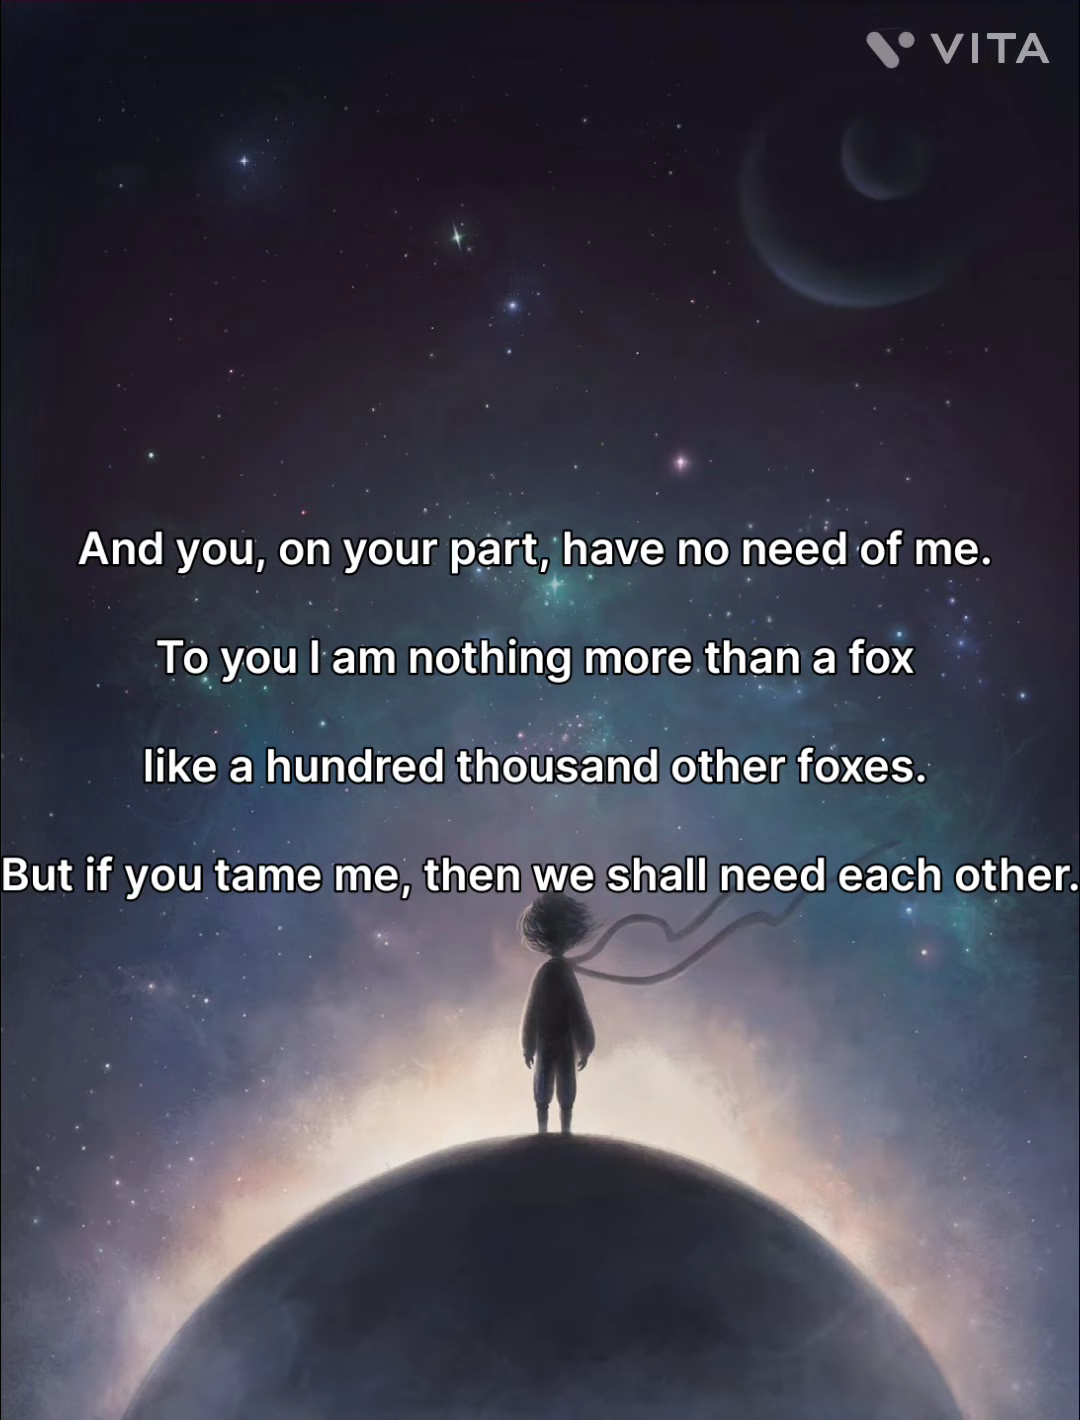 VITA
And you, on your part, have no need of me.
To you I am nothing more than a fox
like a hundred thousand other foxes.
But if you tame me, then we shall need each other.